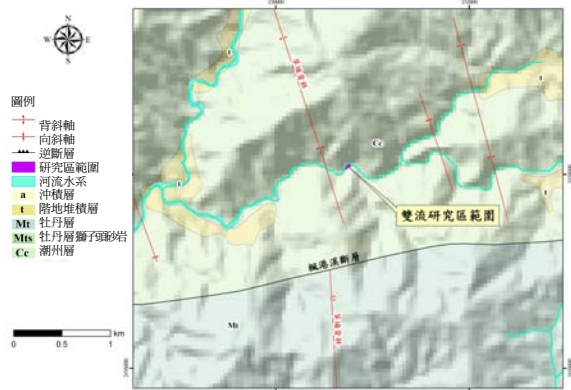 N
W E
S
圖例
背斜軸
向斜軸
逆斷層
研究區範圍
河流水系
a 沖積層
t 階地堆積層
Mt 牡丹層
Mts 牡丹層獅子頭砂岩
Cc 潮州層
0 0.5 1 km
t
t
Cc
t
t
雙流研究區範圍
楓港溪斷層
Mt